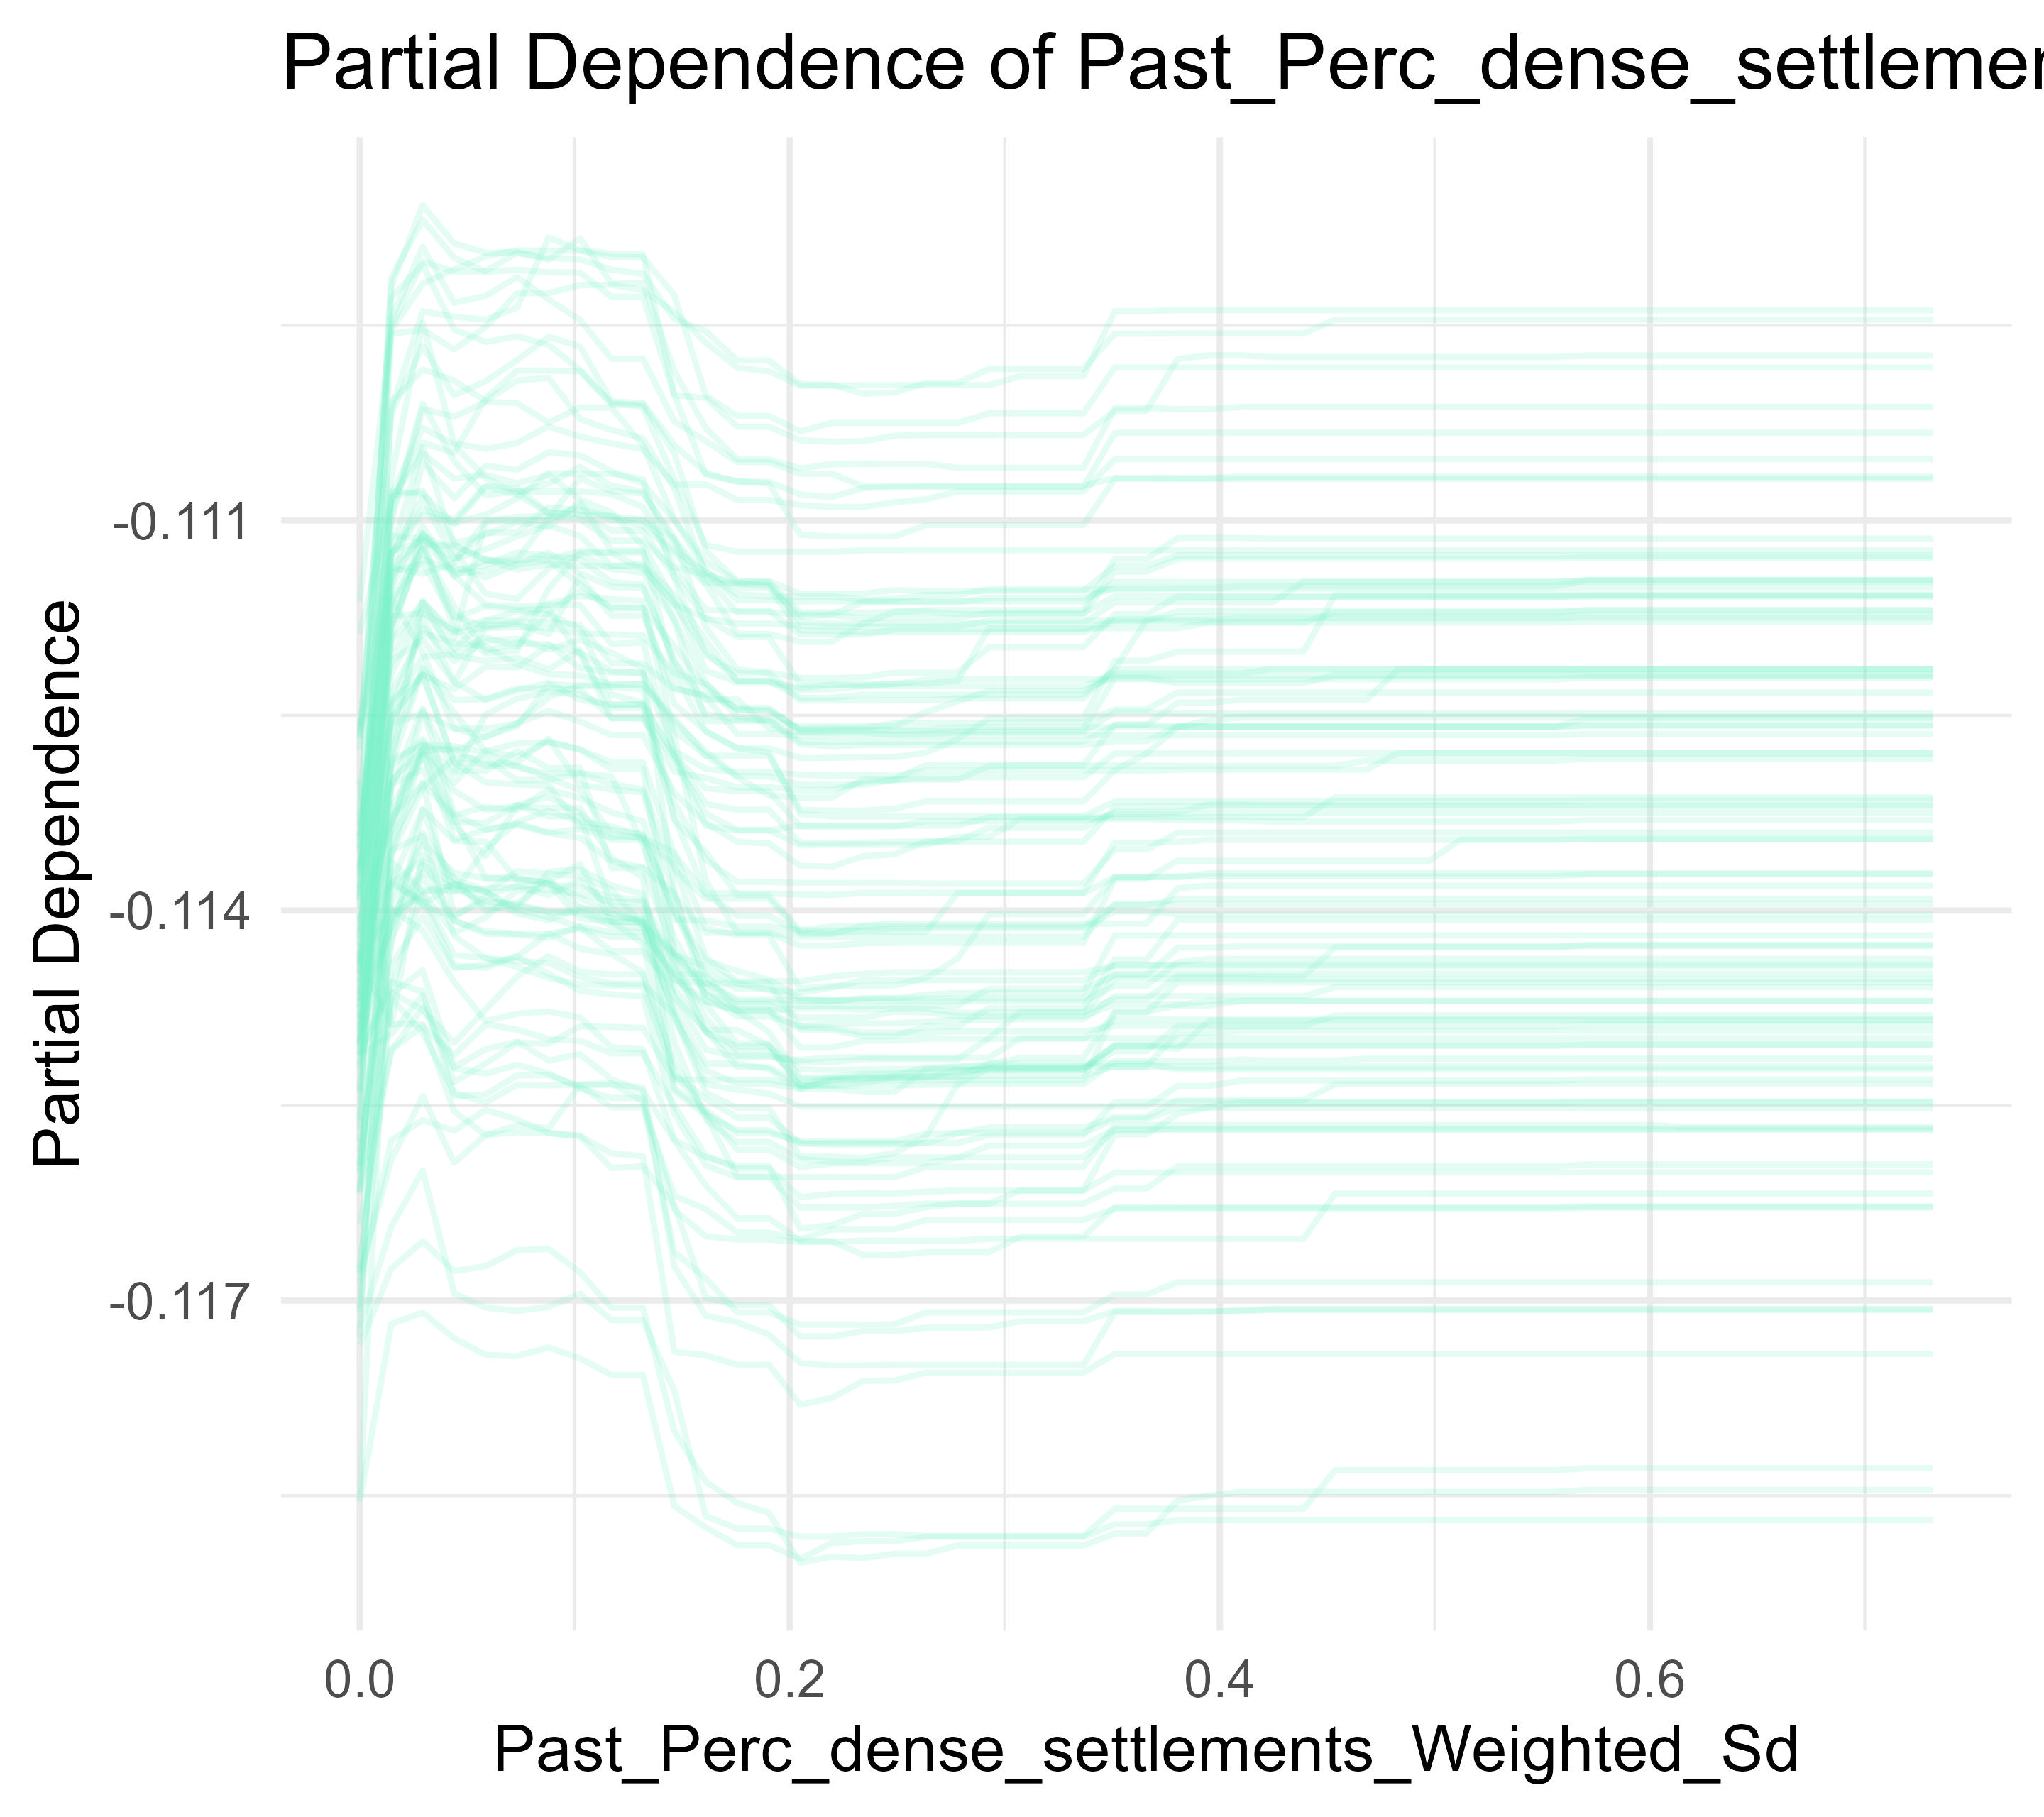 Partial Dependence of Past_Perc_dense_settlemen
Partial Dependence
-0.111
-0.114
-0.117
0.0 0.2 0.4 0.6
Past_Perc_dense_settlements_Weighted_Sd